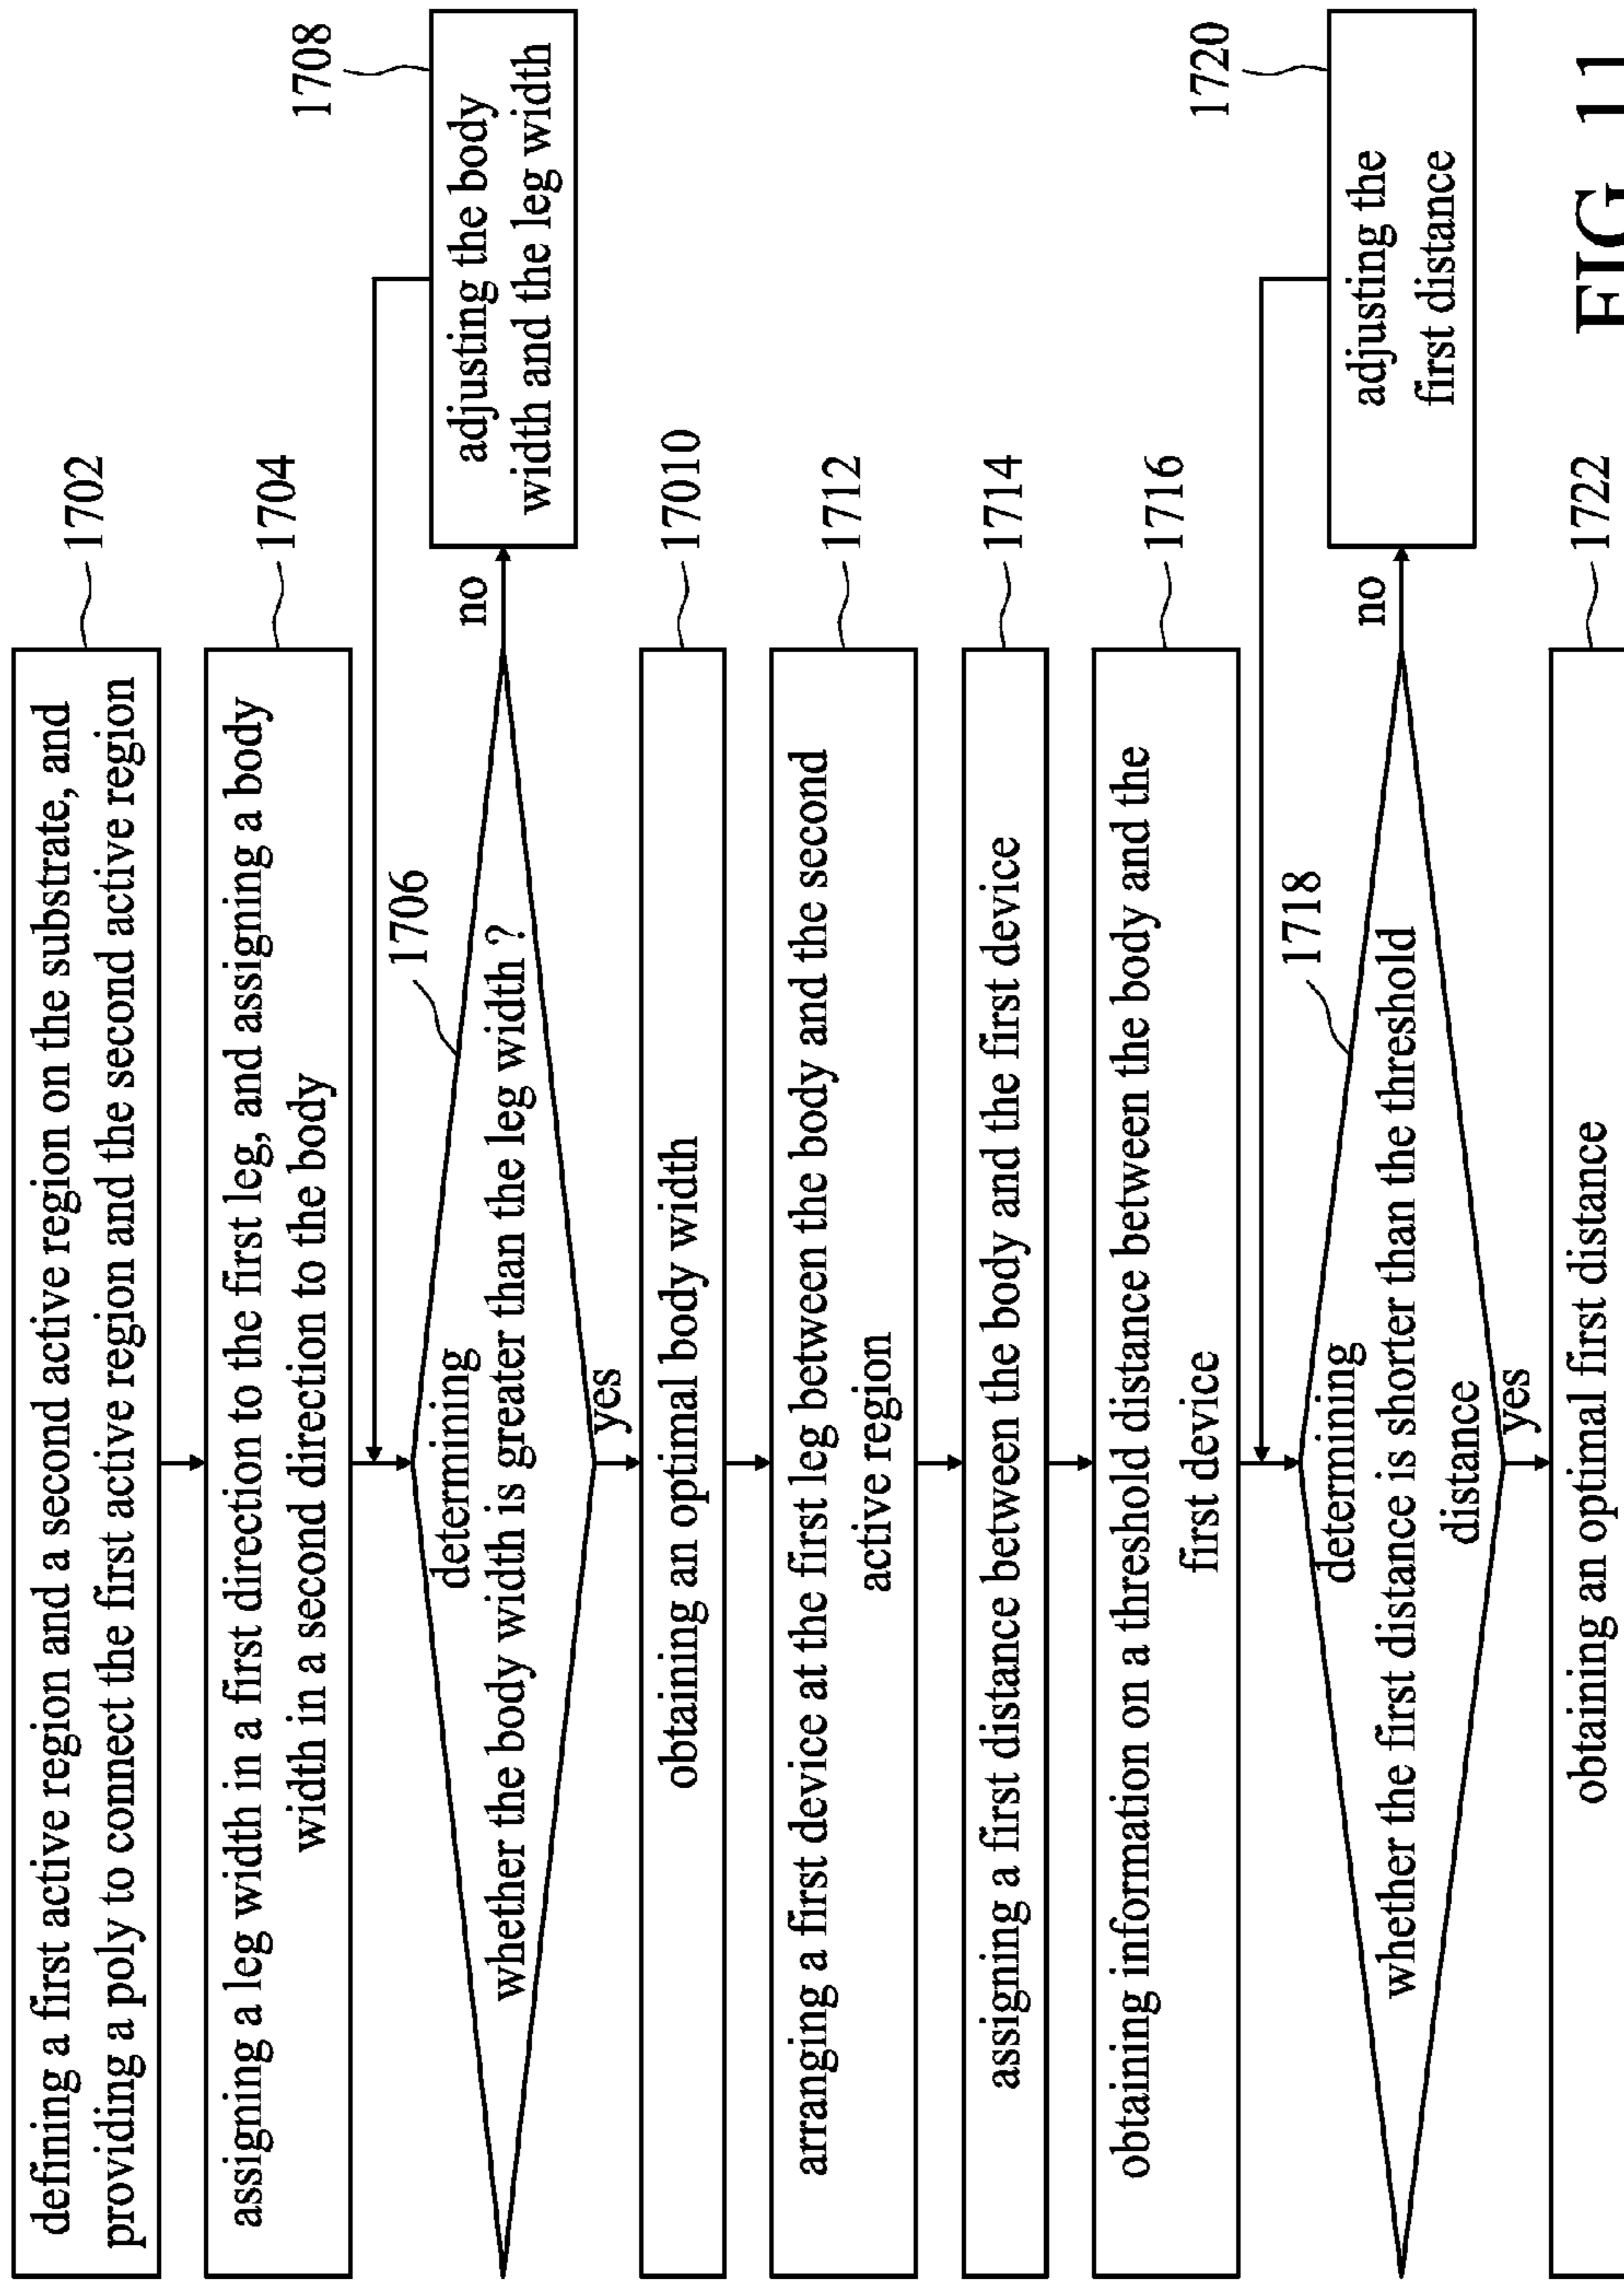 defining a first active region and a second active region on the substrate, and
providing a poly to connect the first active region and the second active region
1702
assigning a leg width in a first direction to the first leg, and assigning a body
width in a second direction to the body
1704
1706
determining
whether the body width is greater than the leg width ?
no
adjusting the body
width and the leg width
1708
yes
obtaining an optimal body width
17010
arranging a first device at the first leg between the body and the second
active region
1712
assigning a first distance between the body and the first device
1714
obtaining information on a threshold distance between the body and the
first device
1716
1718
determining
whether the first distance is shorter than the threshold
distance
no
adjusting the
first distance
1720
yes
obtaining an optimal first distance
1722
FIG 11